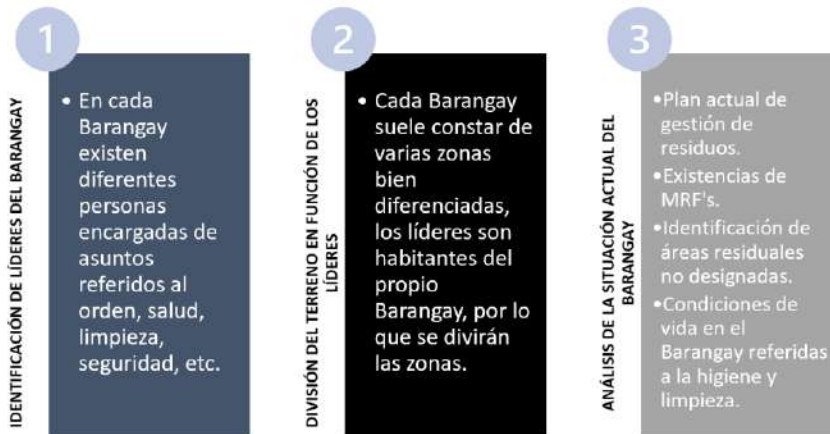 1
IDENTIFICACIÓN DE LÍDERES DEL BARANGAY
• En cada
Barangay
existen
diferentes
personas
encargadas de
asuntos
referidos al
orden, salud,
limpieza,
seguridad, etc.
2
DIVISIÓN DEL TERRENO EN FUNCIÓN DE LOS
LÍDERES
• Cada Barangay
suele constar de
varias zonas
bien
diferenciadas,
los líderes son
habitantes del
propio
Barangay, por lo
que se dividirán
las zonas.
3
ANÁLISIS DE LA SITUACIÓN ACTUAL DEL
BARANGAY
•Plan actual de
gestión de
residuos.
•Existencias de
MRF's.
•Identificación de
áreas residuales
no designadas.
•Condiciones de
vida en el
Barangay referidas
a la higiene y
limpieza.